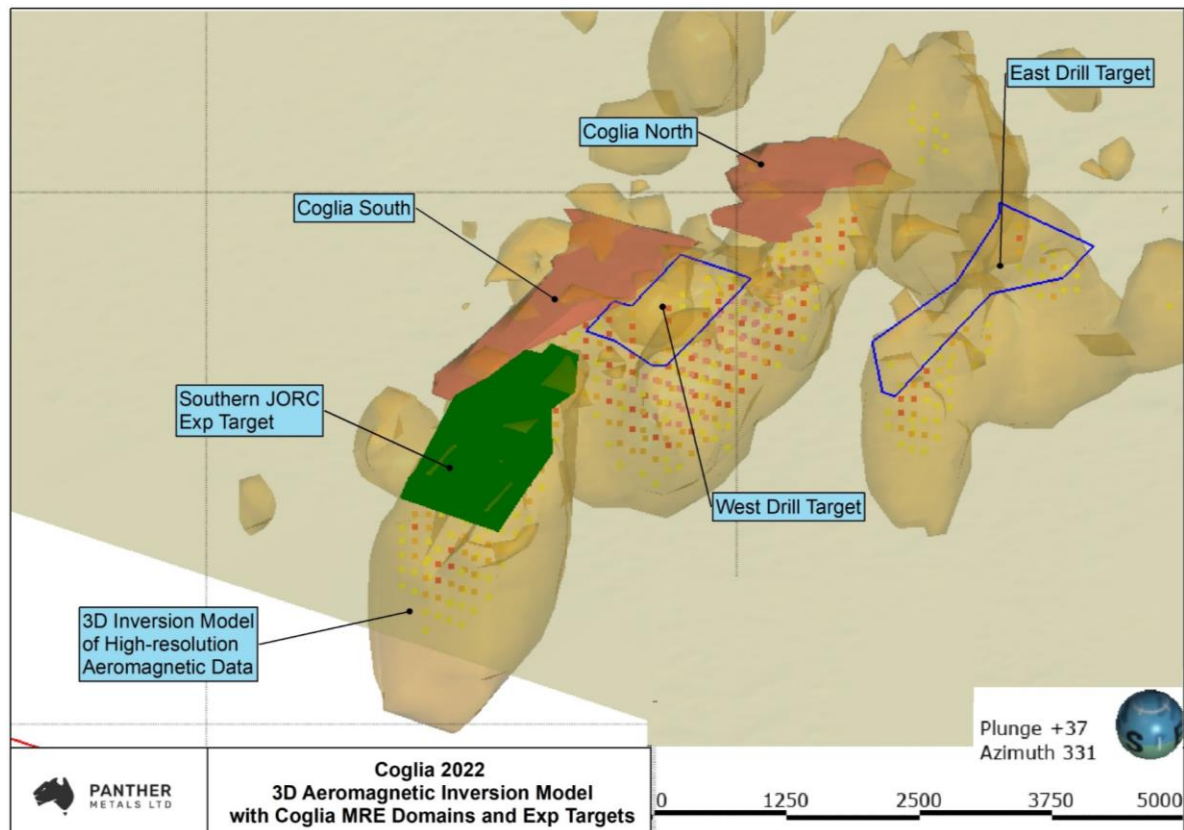 East Drill Target
Coglia North
Coglia South
Southern JORC
Exp Target
West Drill Target
3D Inversion Model
of High-resolution
Aeromagnetic Data
Plunge +37
Azimuth 331
S
PANTHER
METALS LTD
Coglia 2022
3D Aeromagnetic Inversion Model
with Coglia MRE Domains and Exp Targets
0 1250 2500 3750 5000